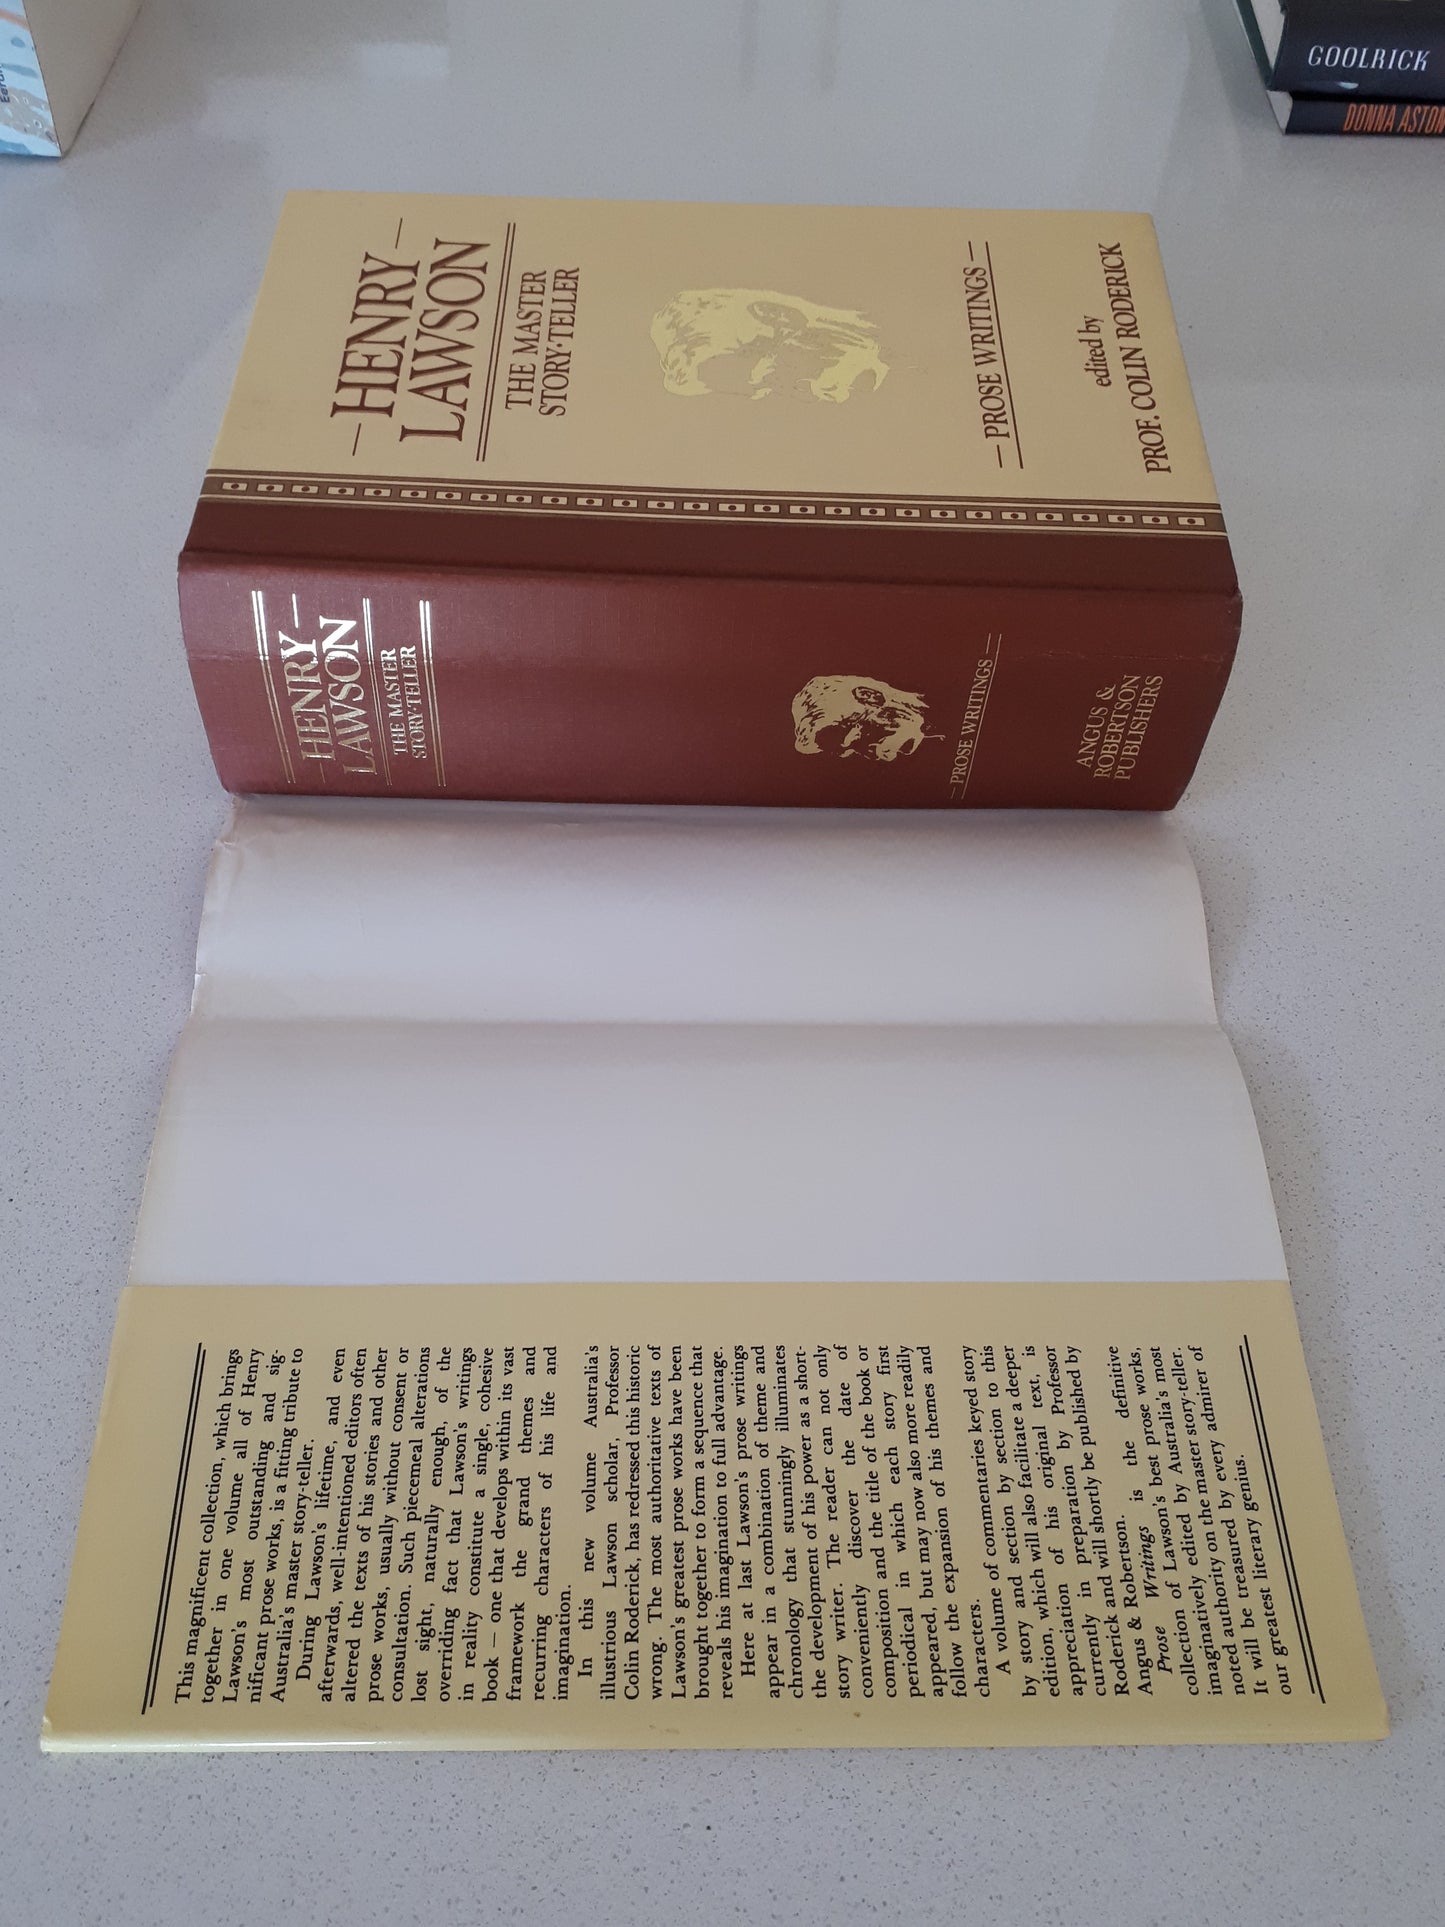 — HENRY —
LAWSON
THE MASTER
STORY·TELLER
— PROSE WRITINGS —
edited by
PROF. COLIN RODERICK
— HENRY —
LAWSON
THE MASTER
STORY·TELLER
— PROSE WRITINGS —
ANGUS &
ROBERTSON
PUBLISHERS
This magnificent collection, which brings
together in one volume all of Henry
Lawson's most outstanding and sig-
nificant prose works, is a fitting tribute to
Australia's master story-teller.
During Lawson's lifetime, and even
afterwards, well-intentioned editors often
altered the texts of his stories and other
prose works, usually without consent or
consultation. Such piecemeal alterations
lost sight, naturally enough, of the
overriding fact that Lawson's writings
in reality constitute a single, cohesive
book — one that develops within its vast
framework the grand themes and
recurring characters of his life and
imagination.
In this new volume Australia's
illustrious Lawson scholar, Professor
Colin Roderick, has redressed this historic
wrong. The most authoritative texts of
Lawson's greatest prose works have been
brought together to form a sequence that
reveals his imagination to full advantage.
Here at last Lawson's prose writings
appear in a combination of theme and
chronology that stunningly illuminates
the development of his power as a short-
story writer. The reader can not only
conveniently discover the date of
composition and the title of the book or
periodical in which each story first
appeared, but may now also more readily
follow the expansion of his themes and
characters.
A volume of commentaries keyed story
by story and section by section to this
edition, which will also facilitate a deeper
appreciation of his original text, is
currently in preparation by Professor
Roderick and will shortly be published by
Angus & Robertson.
Prose Writings is the definitive
collection of Lawson's best prose works,
imaginatively edited by Australia's most
noted authority on the master story-teller.
It will be treasured by every admirer of
our greatest literary genius.
GOOLRICK
DONNA ASTON